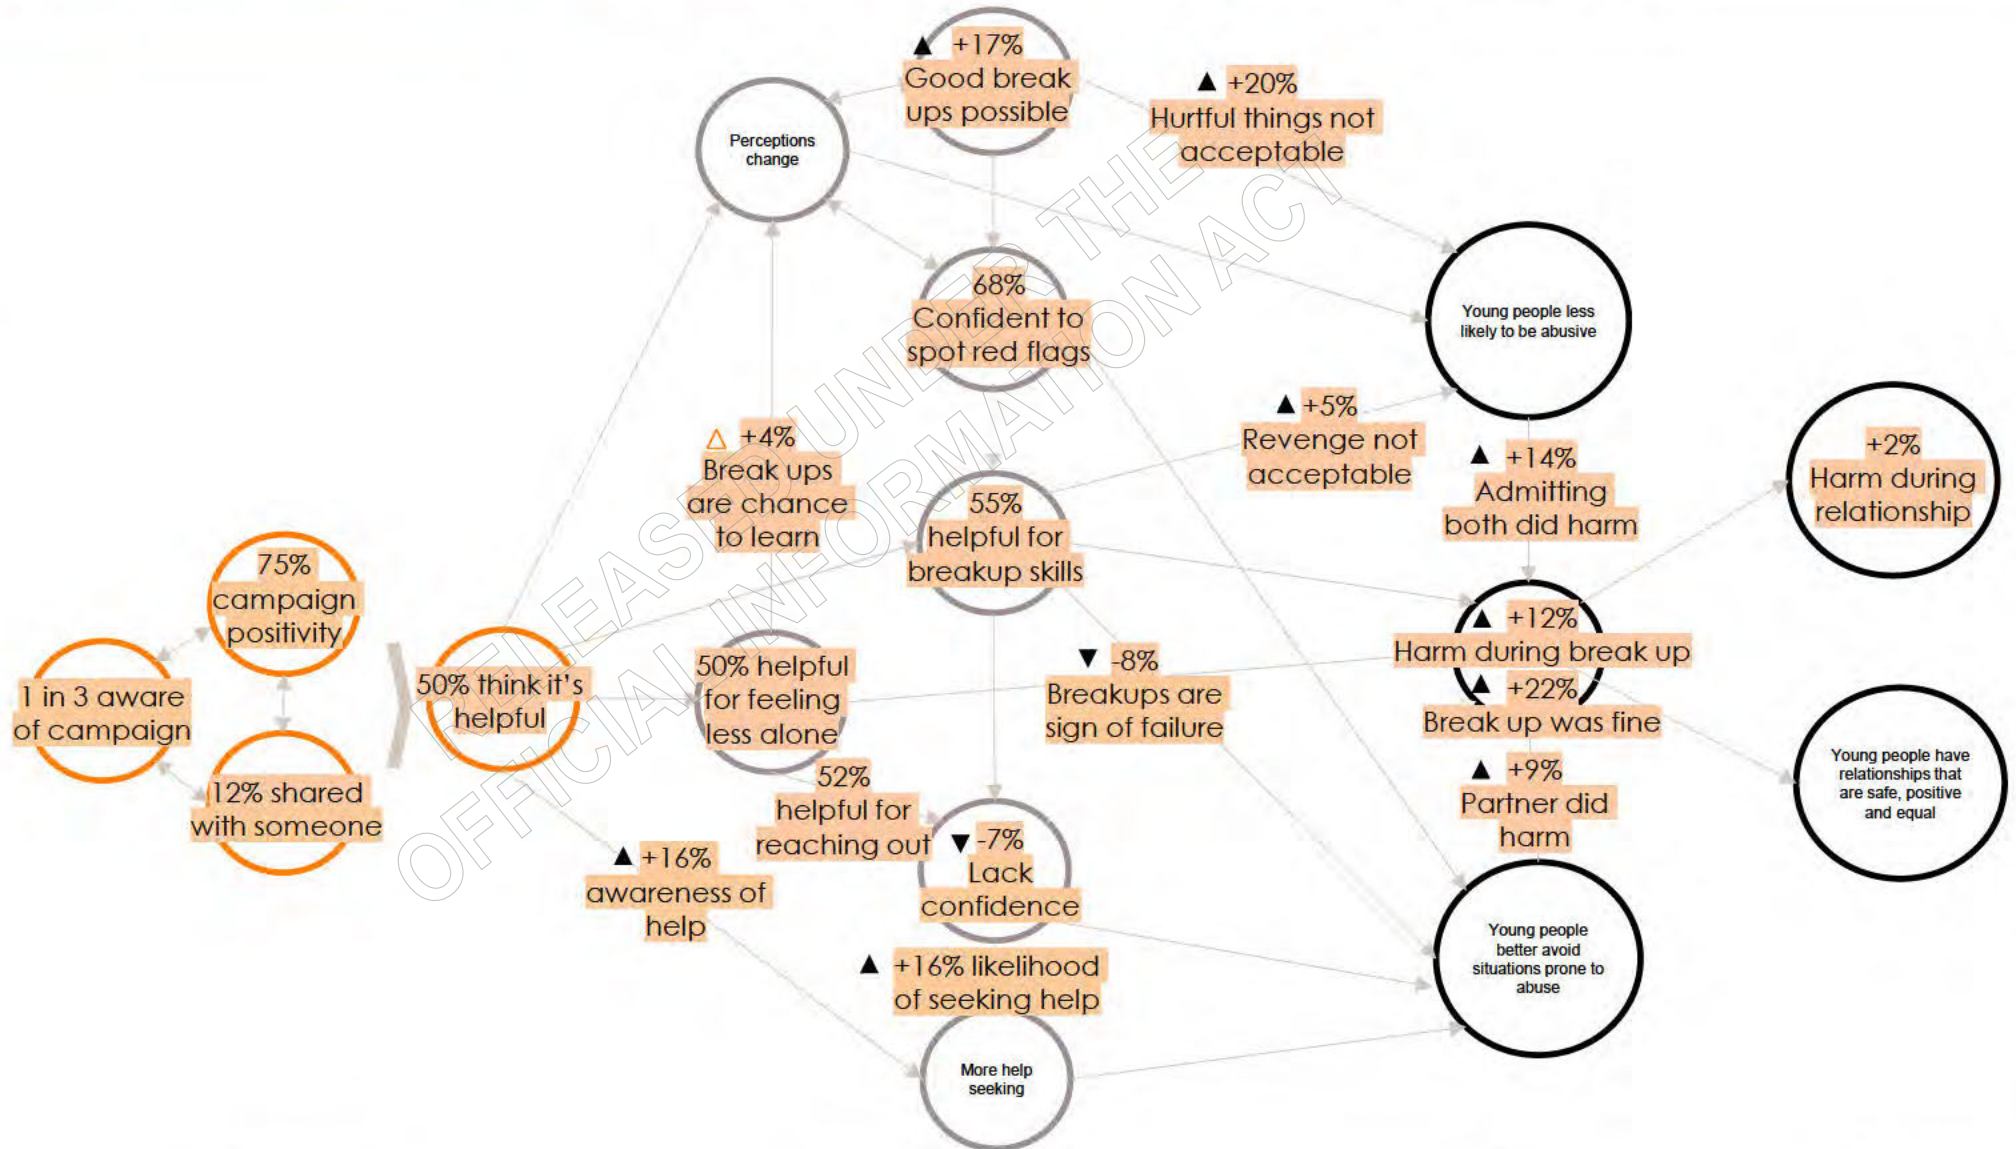 ▲ +17%
Good break
ups possible
▲ +20%
Hurtful things not
acceptable
Perceptions
change
68%
Confident to
spot red flags
Young people less
likely to be abusive
△ +4%
Break ups
are chance
to learn
▲ +5%
Revenge not
acceptable
▲ +14%
Admitting
both did harm
+2%
Harm during
relationship
55%
helpful for
breakup skills
75%
campaign
positivity
1 in 3 aware
of campaign
12% shared
with someone
50% think it's
helpful
50% helpful
for feeling
less alone
▼ -8%
Breakups are
sign of failure
▲ +12%
Harm during break up
▲ +22%
Break up was fine
▲ +9%
Partner did
harm
Young people have
relationships that
are safe, positive
and equal
52%
helpful for
reaching out
▼ -7%
Lack
confidence
▲ +16%
awareness of
help
▲ +16% likelihood
of seeking help
More help
seeking
Young people
better avoid
situations prone to
abuse
RELEASED UNDER THE
OFFICIAL INFORMATION ACT